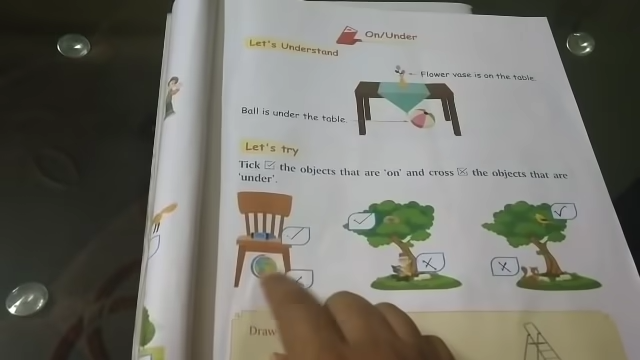 On/Under
Let's Understand
Flower vase is on the table.
Ball is under the table.
Let's try
Tick ☑ the objects that are 'on' and cross ☒ the objects that are
'under'.
Draw